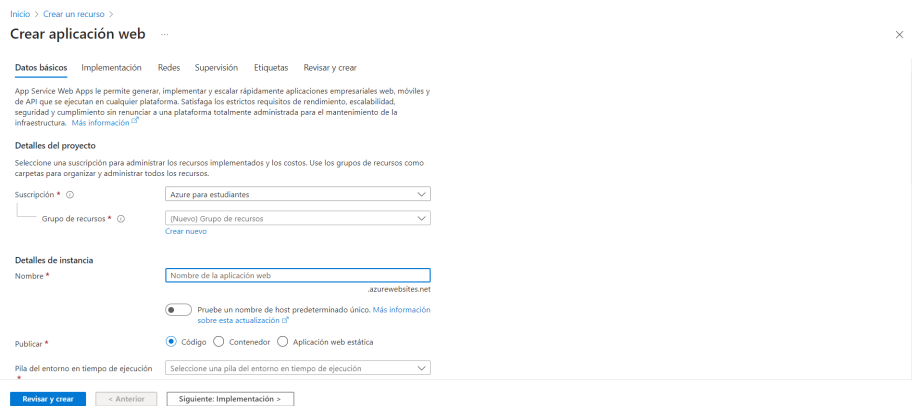 Inicio > Crear un recurso >
Crear aplicación web ...
Datos básicos Implementación Redes Supervisión Etiquetas Revisar y crear
App Service Web Apps le permite generar, implementar y escalar rápidamente aplicaciones empresariales web, móviles y
de API que se ejecutan en cualquier plataforma. Satisfaga los estrictos requisitos de rendimiento, escalabilidad,
seguridad y cumplimiento sin renunciar a una plataforma totalmente administrada para el mantenimiento de la
infraestructura. Más información
Detalles del proyecto
Seleccione una suscripción para administrar los recursos implementados y los costos. Use los grupos de recursos como
carpetas para organizar y administrar todos los recursos.
Suscripción * Azure para estudiantes
Grupo de recursos * (Nuevo) Grupo de recursos
Crear nuevo
Detalles de instancia
Nombre * Nombre de la aplicación web
.azurewebsites.net
Pruebe un nombre de host predeterminado único. Más información
sobre esta actualización
Publicar * Código Contenedor Aplicación web estática
Pila del entorno en tiempo de ejecución Seleccione una pila del entorno en tiempo de ejecución
*
Revisar y crear < Anterior Siguiente: Implementación >